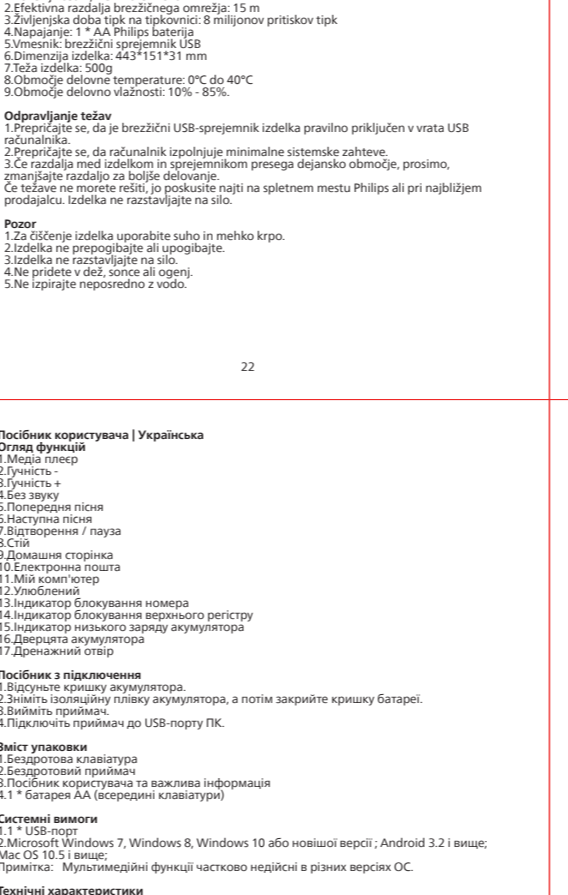 2.Efektivna razdalja brezžičnega omrežja: 15 m
3.Življenjska doba tipk na tipkovnici: 8 milijonov pritiskov tipk
4.Napajanje: 1 * AA Philips baterija
5.Vmesnik: brezžični sprejemnik USB
6.Dimenzija izdelka: 443*151*31 mm
7.Teža izdelka: 500g
8.Območje delovne temperature: 0°C do 40°C
9.Območje delovno vlažnosti: 10% - 85%.
Odpravljanje težav
1.Prepričajte se, da je brezžični USB-sprejemnik izdelka pravilno priključen v vrata USB
računalnika.
2.Prepričajte se, da računalnik izpolnjuje minimalne sistemske zahteve.
3.Če razdalja med izdelkom in sprejemnikom presega dejansko območje, prosimo,
zmanjšajte razdaljo za boljše delovanje.
Če težave ne morete rešiti, jo poskusite najti na spletnem mestu Philips ali pri najbližjem
prodajalcu. Izdelka ne razstavljajte na silo.
Pozor
1.Za čiščenje izdelka uporabite suho in mehko krpo.
2.Izdelka ne prepogibajte ali upogibajte.
3.Izdelka ne razstavljajte na silo.
4.Ne pridete v dež, sonce ali ogenj.
5.Ne izpirajte neposredno z vodo.
22
Посібник користувача | Українська
Огляд функцій
1.Медіа плеєр
2.Гучність -
3.Гучність +
4.Без звуку
5.Попередня пісня
6.Наступна пісня
7.Відтворення / пауза
8.Стій
9.Домашня сторінка
10.Електронна пошта
11.Мій комп'ютер
12.Улюблений
13.Індикатор блокування номера
14.Індикатор блокування верхнього регістру
15.Індикатор низького заряду акумулятора
16.Дверцята акумулятора
17.Дренажний отвір
Посібник з підключення
1.Відсуньте кришку акумулятора.
2.Зніміть ізоляційну плівку акумулятора, а потім закрийте кришку батареї.
3.Вийміть приймач.
4.Підключіть приймач до USB-порту ПК.
Зміст упаковки
1.Бездротова клавіатура
2.Бездротовий приймач
3.Посібник користувача та важлива інформація
4.1 * батарея АА (всередині клавіатури)
Системні вимоги
1.1 * USB-порт
2.Microsoft Windows 7, Windows 8, Windows 10 або новішої версії ; Android 3.2 і вище;
Mac OS 10.5 і вище;
Примітка: Мультимедійні функції частково недійсні в різних версіях ОС.
Технічні характеристики